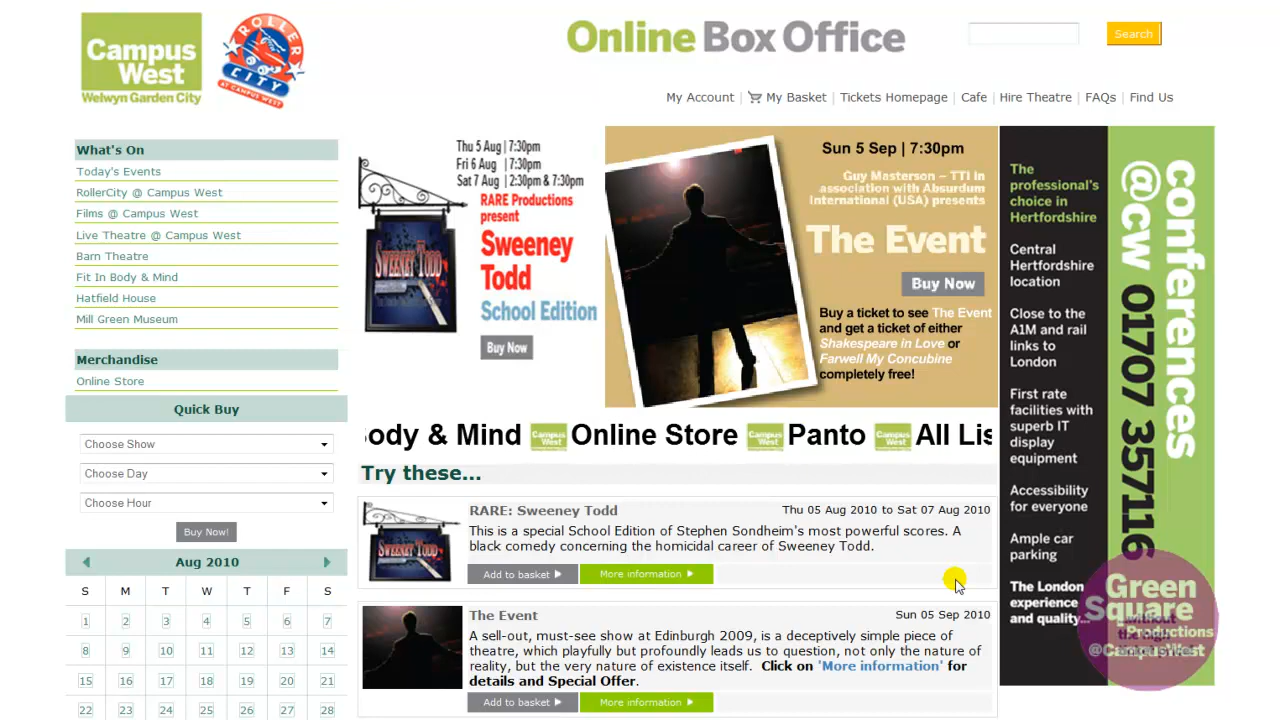 Campus
West
Welwyn Garden City
ROLLER
CITY
AT CAMPUS WEST
Online Box Office
Search
My Account | My Basket | Tickets Homepage | Cafe | Hire Theatre | FAQs | Find Us
What's On
Today's Events
RollerCity @ Campus West
Films @ Campus West
Live Theatre @ Campus West
Barn Theatre
Fit In Body & Mind
Hatfield House
Mill Green Museum
Merchandise
Online Store
Quick Buy
Choose Show
Choose Day
Choose Hour
Buy Now!
Aug 2010
S M T W T F S
1 2 3 4 5 6 7
8 9 10 11 12 13 14
15 16 17 18 19 20 21
22 23 24 25 26 27 28
Thu 5 Aug | 7:30pm
Fri 6 Aug | 7:30pm
Sat 7 Aug | 2:30pm & 7:30pm
RARE Productions
present
Sweeney
Todd
School Edition
Buy Now
SWEENEY
TODD
Sun 5 Sep | 7:30pm
Guy Masterson – TTI in
association with Absurdum
International (USA) presents
The Event
Buy Now
Buy a ticket to see The Event
and get a ticket of either
Shakespeare in Love or
Farwell My Concubine
completely free!
ody & Mind Campus West Online Store Campus West Panto Campus West All Lis
Try these...
SWEENEY
TODD
RARE: Sweeney Todd
Thu 05 Aug 2010 to Sat 07 Aug 2010
This is a special School Edition of Stephen Sondheim's most powerful scores. A
black comedy concerning the homicidal career of Sweeney Todd.
Add to basket
More information
The Event
Sun 05 Sep 2010
A sell-out, must-see show at Edinburgh 2009, is a deceptively simple piece of
theatre, which playfully but profoundly leads us to question, not only the nature of
reality, but the very nature of existence itself. Click on 'More information' for
details and Special Offer.
Add to basket
More information
The
professional's
choice in
Hertfordshire
Central
Hertfordshire
location
Close to the
A1M and rail
links to
London
First rate
facilities with
superb IT
display
equipment
Accessibility
for everyone
Ample car
parking
The London
experience
and quality...
...without
the
conferences
@cw 01707 357116
Green
Square
Productions
@CampusWest